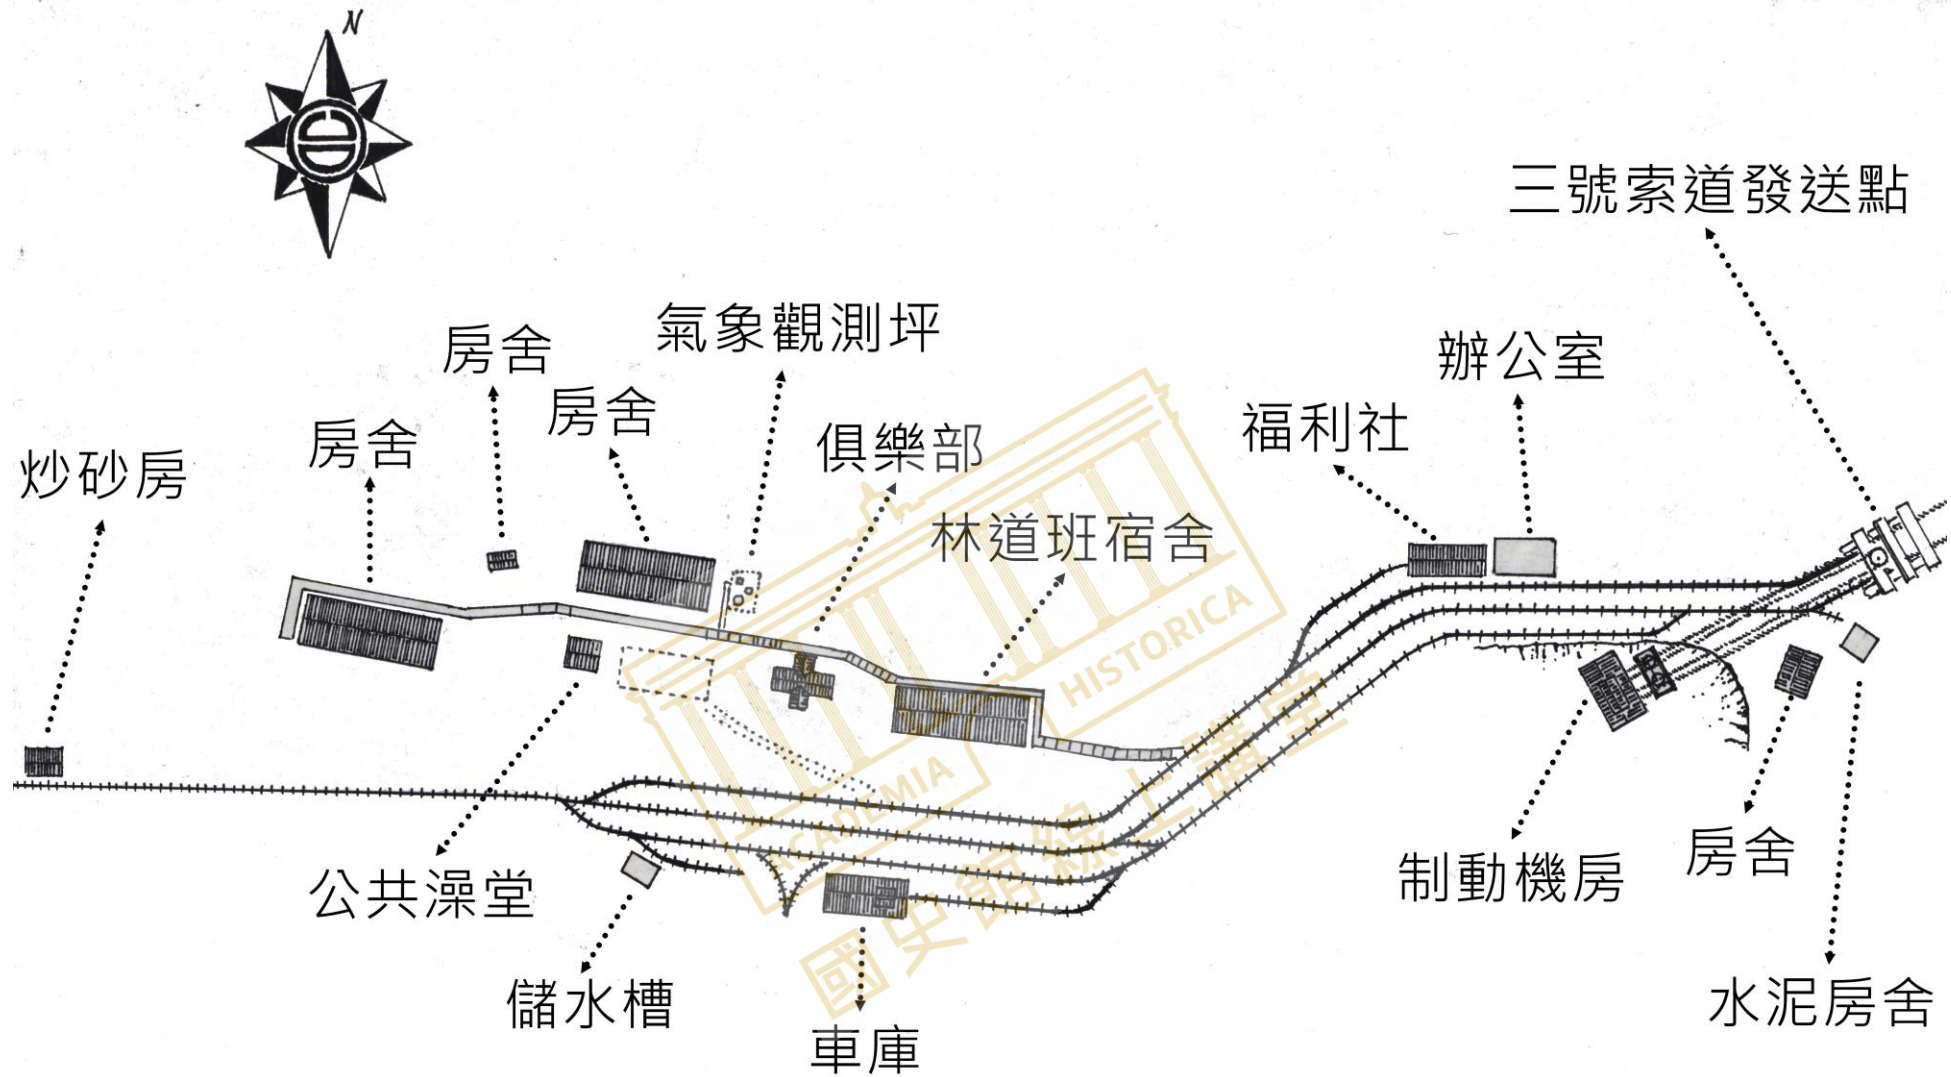 N
三號索道發送點
氣象觀測坪
房舍
辦公室
房舍
福利社
房舍
俱樂部
炒砂房
林道班宿舍
ACADEMIA
HISTORICA
國史館線上講堂
制動機房
房舍
公共澡堂
儲水槽
水泥房舍
車庫